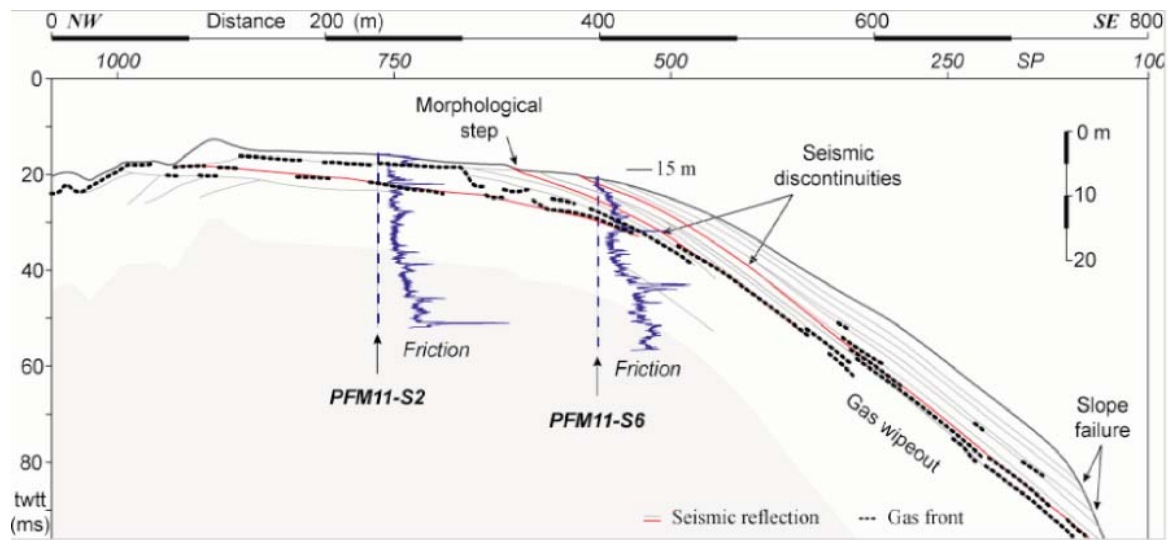 0 NW Distance 200 (m) 400 600 SE 800
1000 750 500 250 SP 100
0
Morphological
step
0 m
Seismic
discontinuities
20
15 m
10
20
40
Friction
Friction
60
PFM11-S2
PFM11-S6
Gas wipeout
Slope
failure
80
twtt
(ms)
Seismic reflection Gas front